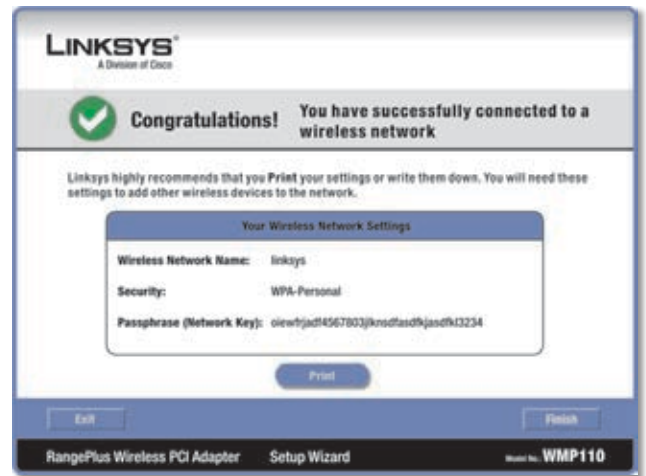 LINKSYS®
A Division of Cisco
Congratulations!
You have successfully connected to a
wireless network
Linksys highly recommends that you Print your settings or write them down. You will need these
settings to add other wireless devices to the network.
Your Wireless Network Settings
Wireless Network Name: linksys
Security: WPA-Personal
Passphrase (Network Key):
Print
Exit
Finish
RangePlus Wireless PCI Adapter Setup Wizard Model No. WMP110